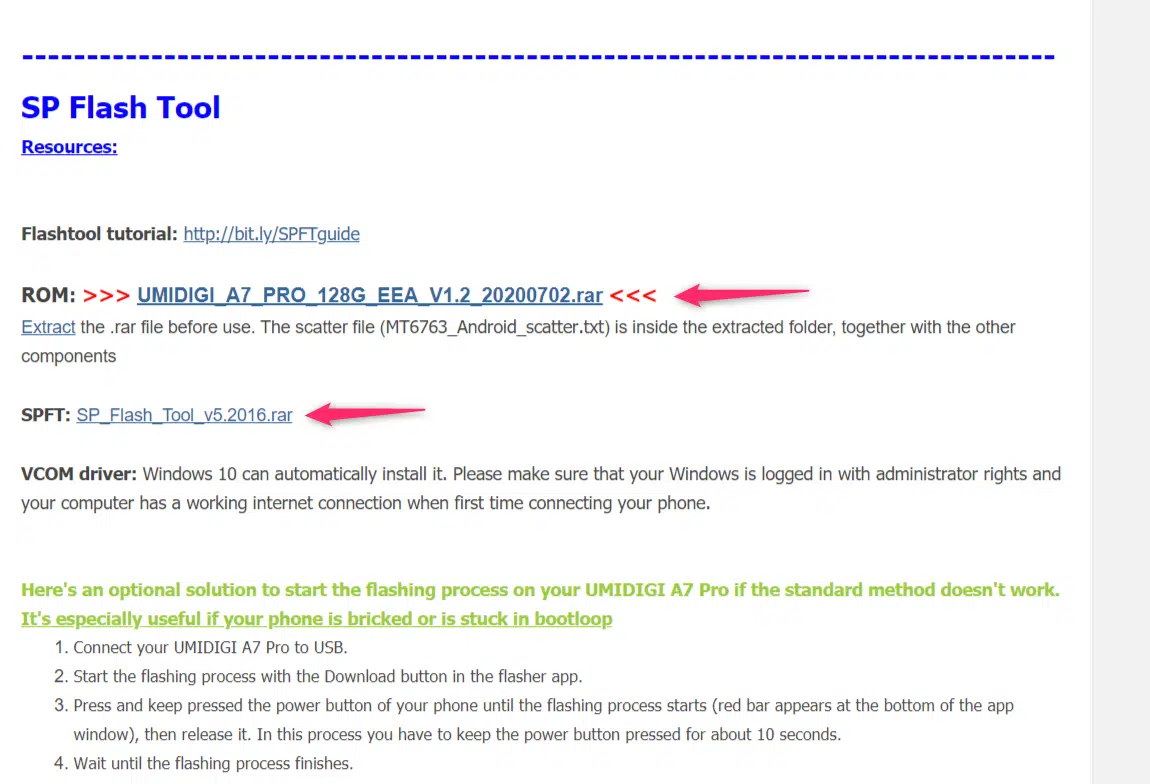 SP Flash Tool
Resources:
Flashtool tutorial: http://bit.ly/SPFTguide
ROM: >>> UMIDIGI_A7_PRO_128G_EEA_V1.2_20200702.rar <<<
Extract the .rar file before use. The scatter file (MT6763_Android_scatter.txt) is inside the extracted folder, together with the other
components
SPFT: SP_Flash_Tool_v5.2016.rar
VCOM driver: Windows 10 can automatically install it. Please make sure that your Windows is logged in with administrator rights and
your computer has a working internet connection when first time connecting your phone.
Here's an optional solution to start the flashing process on your UMIDIGI A7 Pro if the standard method doesn't work.
It's especially useful if your phone is bricked or is stuck in bootloop
1. Connect your UMIDIGI A7 Pro to USB.
2. Start the flashing process with the Download button in the flasher app.
3. Press and keep pressed the power button of your phone until the flashing process starts (red bar appears at the bottom of the app
window), then release it. In this process you have to keep the power button pressed for about 10 seconds.
4. Wait until the flashing process finishes.